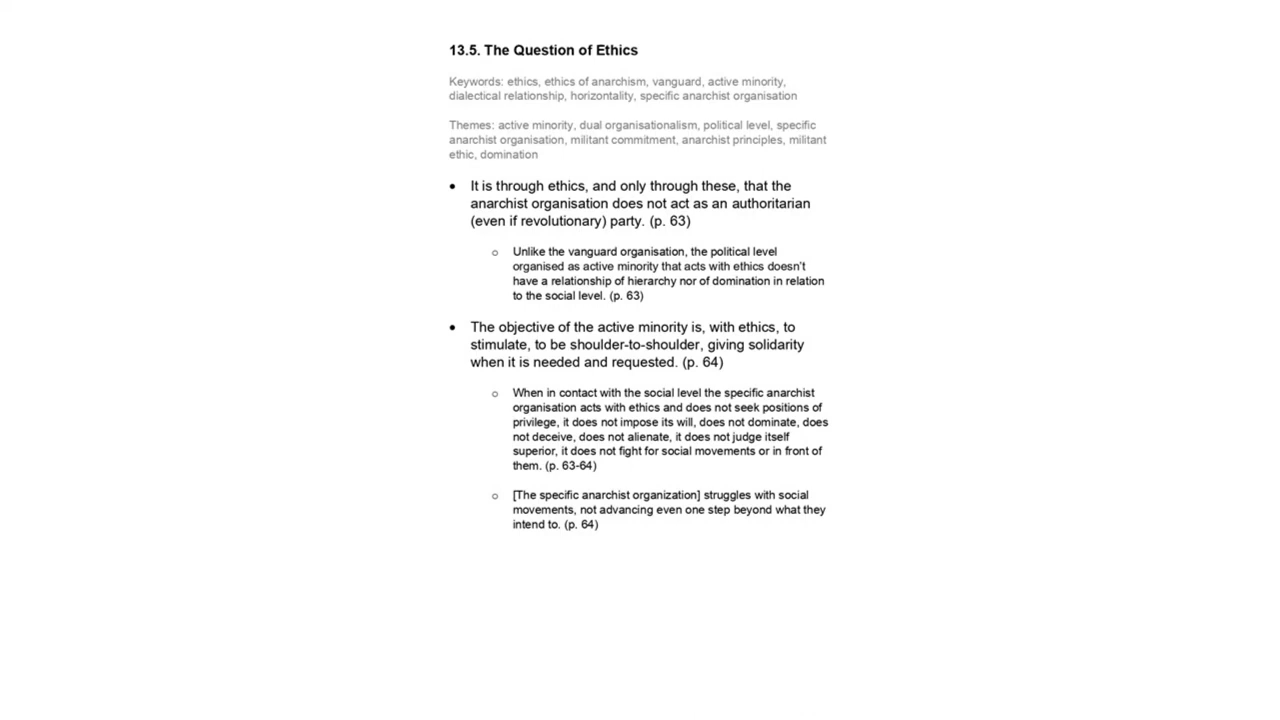 13.5. The Question of Ethics
Keywords: ethics, ethics of anarchism, vanguard, active minority,
dialectical relationship, horizontality, specific anarchist organisation
Themes: active minority, dual organisationalism, political level, specific
anarchist organisation, militant commitment, anarchist principles, militant
ethic, domination
• It is through ethics, and only through these, that the
anarchist organisation does not act as an authoritarian
(even if revolutionary) party. (p. 63)
○ Unlike the vanguard organisation, the political level
organised as active minority that acts with ethics doesn't
have a relationship of hierarchy nor of domination in relation
to the social level. (p. 63)
• The objective of the active minority is, with ethics, to
stimulate, to be shoulder-to-shoulder, giving solidarity
when it is needed and requested. (p. 64)
○ When in contact with the social level the specific anarchist
organisation acts with ethics and does not seek positions of
privilege, it does not impose its will, does not dominate, does
not deceive, does not alienate, it does not judge itself
superior, it does not fight for social movements or in front of
them. (p. 63-64)
○ [The specific anarchist organization] struggles with social
movements, not advancing even one step beyond what they
intend to. (p. 64)